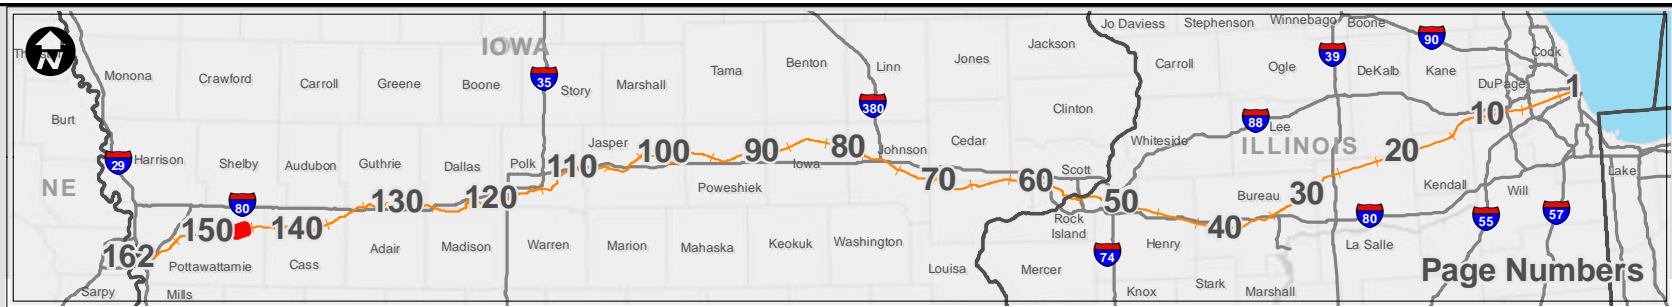 N
IOWA
ILLINOIS
NE
Monona
Crawford
Carroll
Greene
Boone
35
Story
Marshall
Tama
Benton
Linn
Jones
Jackson
Jo Daviess
Stephenson
Winnebago
Boone
90
Cook
39
Carroll
Ogle
DeKalb
Kane
DuPage
1
10
Burt
380
Clinton
88
Lee
Whiteside
Cedar
29
Harrison
Shelby
Audubon
Guthrie
Dallas
Polk
Jasper
110
100
90
80
Iowa
Johnson
70
60
Scott
50
20
30
Bureau
Kendall
Will
Lake
80
162
150
140
130
120
Poweshiek
Rock
Island
40
80
55
57
Pottawattamie
Cass
Adair
Madison
Warren
Marion
Mahaska
Keokuk
Washington
Louisa
Mercer
74
Henry
La Salle
Sarpy
Mills
Knox
Stark
Marshall
Page Numbers